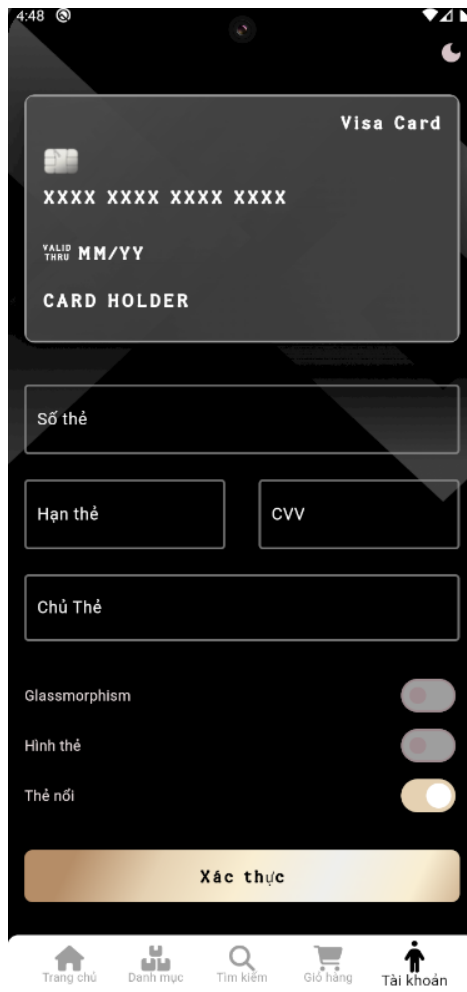 4:48
Visa Card
XXXX XXXX XXXX XXXX
VALID THRU MM/YY
CARD HOLDER
Số thẻ
Hạn thẻ
CVV
Chủ Thẻ
Glassmorphism
Hình thẻ
Thẻ nổi
Xác thực
Trang chủ Danh mục Tìm kiếm Giỏ hàng Tài khoản